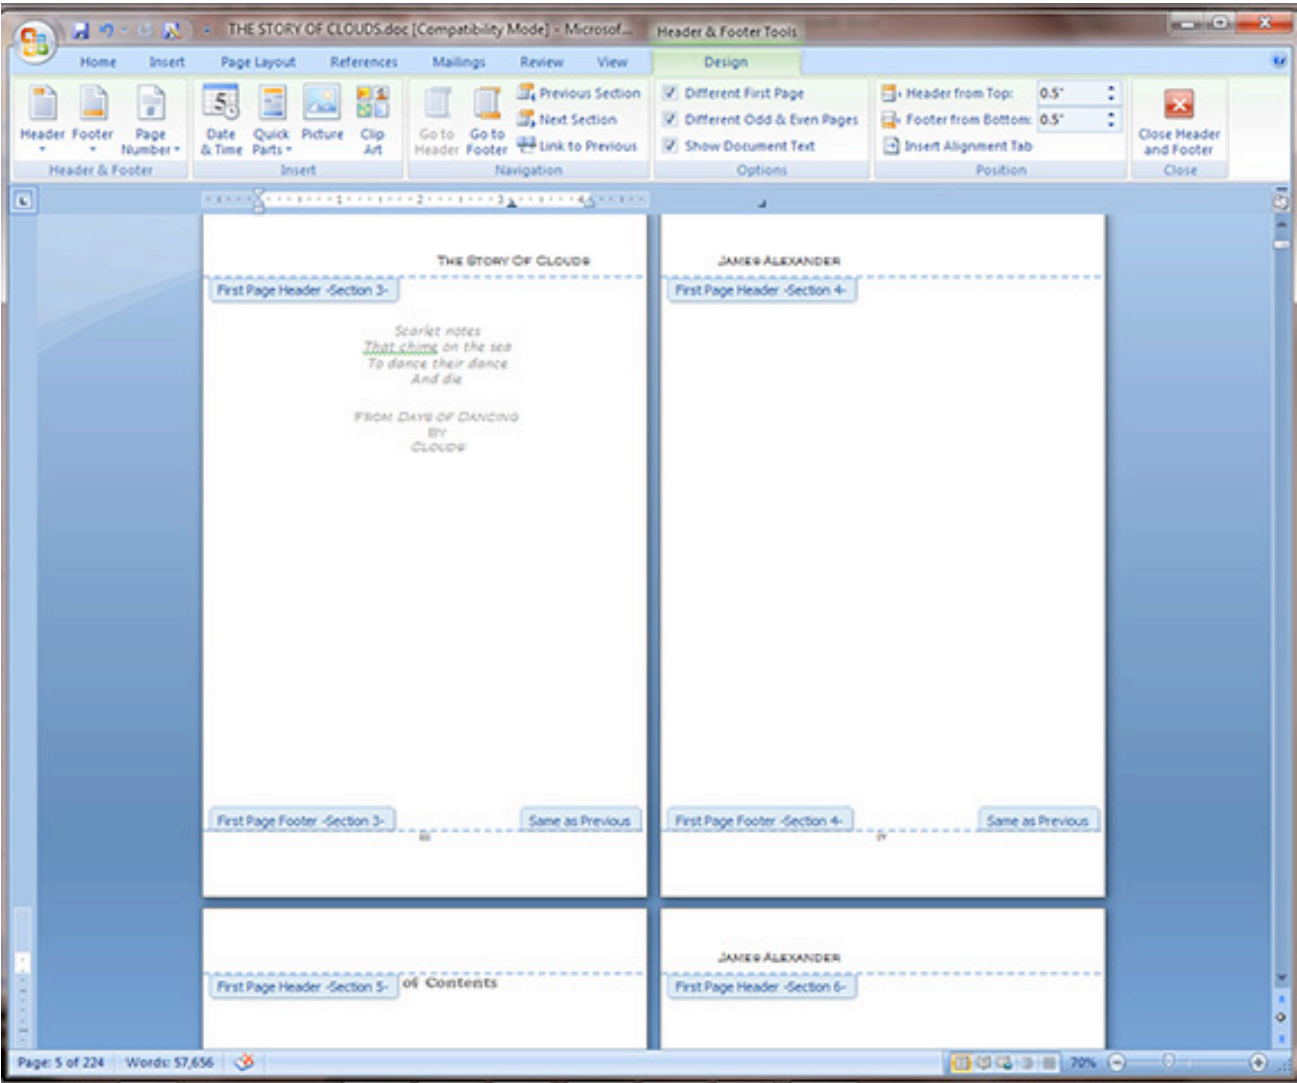 THE STORY OF CLOUDS.doc [Compatibility Mode] - Microsof...
Header & Footer Tools
Home Insert Page Layout References Mailings Review View Design
Header
Footer
Page Number
Header & Footer
Date & Time
Quick Parts
Picture
Clip Art
Insert
Go to Header
Go to Footer
Previous Section
Next Section
Link to Previous
Navigation
Different First Page
Different Odd & Even Pages
Show Document Text
Options
Header from Top: 0.5"
Footer from Bottom: 0.5"
Insert Alignment Tab
Position
Close Header
and Footer
Close
1 2 3 4
THE STORY OF CLOUDS
First Page Header -Section 3-
Scarlet notes
That chime on the sea
To dance their dance
And die
FROM DAYS OF DANCING
BY
CLOUDS
First Page Footer -Section 3-
Same as Previous
iii
JAMES ALEXANDER
First Page Header -Section 4-
First Page Footer -Section 4-
Same as Previous
iv
First Page Header -Section 5-
of Contents
JAMES ALEXANDER
First Page Header -Section 6-
Page: 5 of 224 Words: 57,656
70%